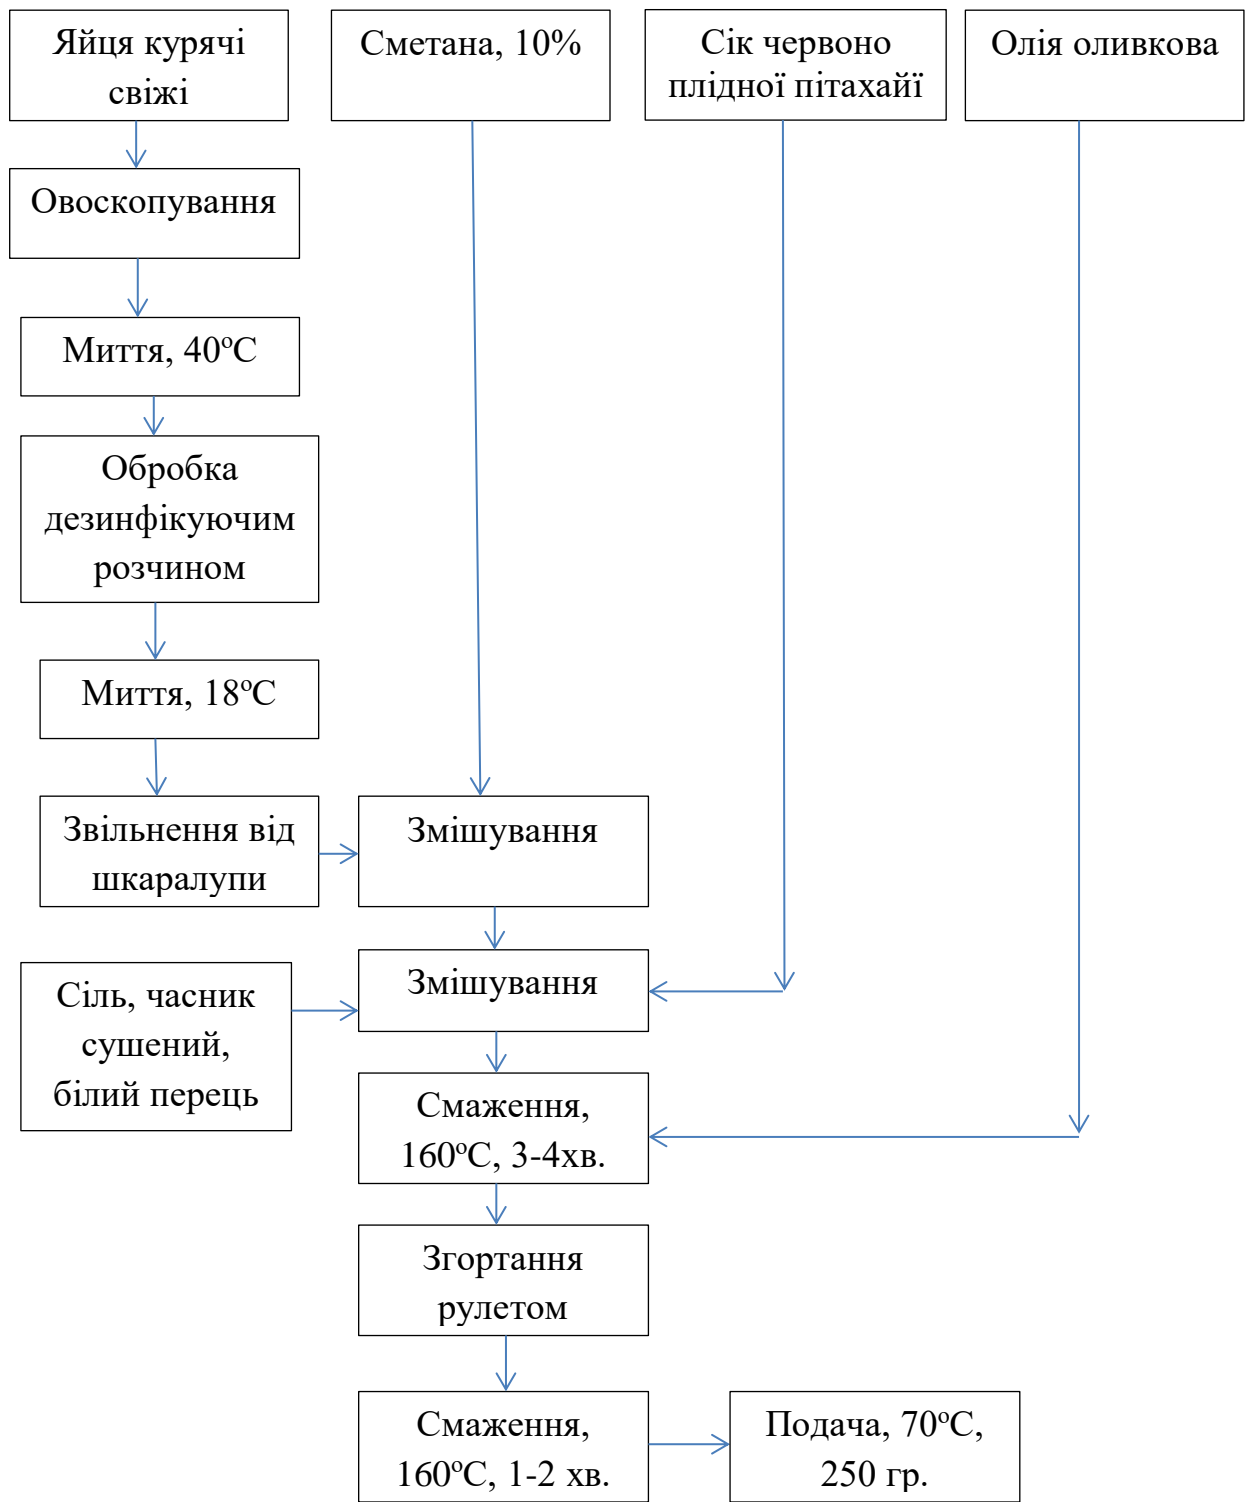 Яйця курячі
свіжі
Сметана, 10%
Сік червоно
плідної пітахайї
Олія оливкова
Овоскопування
Миття, 40ºС
Обробка
дезинфікуючим
розчином
Миття, 18ºС
Звільнення від
шкаралупи
Змішування
Змішування
Сіль, часник
сушений,
білий перець
Смаження,
160ºС, 3-4хв.
Згортання
рулетом
Смаження,
160ºС, 1-2 хв.
Подача, 70ºС,
250 гр.